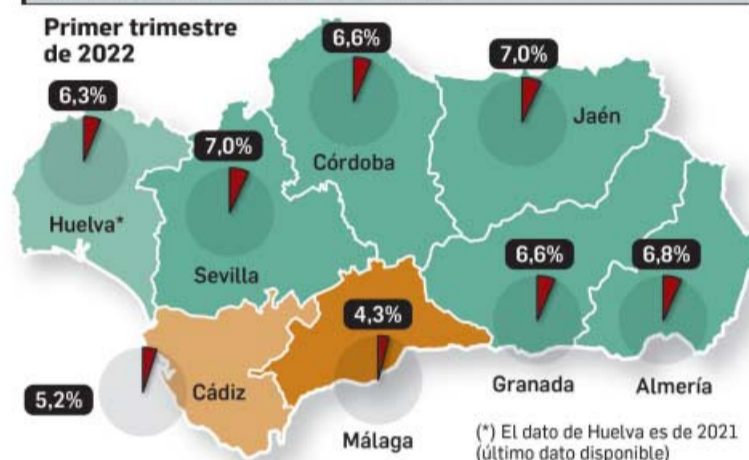 Primer trimestre
de 2022
6,6%
7,0%
6,3%
Jaén
7,0%
Córdoba
Huelva*
6,6%
6,8%
Sevilla
4,3%
5,2%
Cádiz
Granada
Almería
Málaga
(*) El dato de Huelva es de 2021
(último dato disponible)